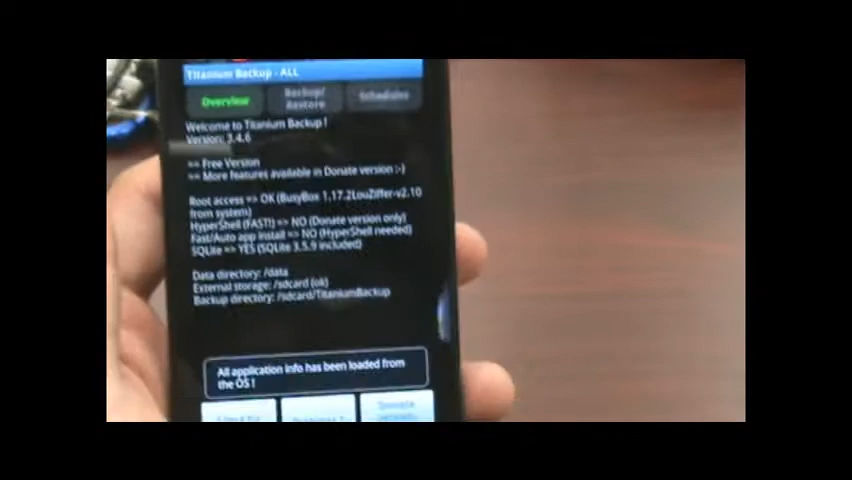 Titanium Backup - ALL
Overview
Backup/
Restore
Schedules
Welcome to Titanium Backup !
Version: 3.4.6
== Free Version
== More features available in Donate version :-)
Root access => OK (BusyBox 1.17.2LouZiffer-v2.10
from system)
HyperShell (FAST!) => NO (Donate version only)
Fast/Auto app install => NO (HyperShell needed)
SQLite => YES (SQLite 3.5.9 included)
Data directory: /data
External storage: /sdcard (ok)
Backup directory: /sdcard/TitaniumBackup
All application info has been loaded from
the OS !
Donate